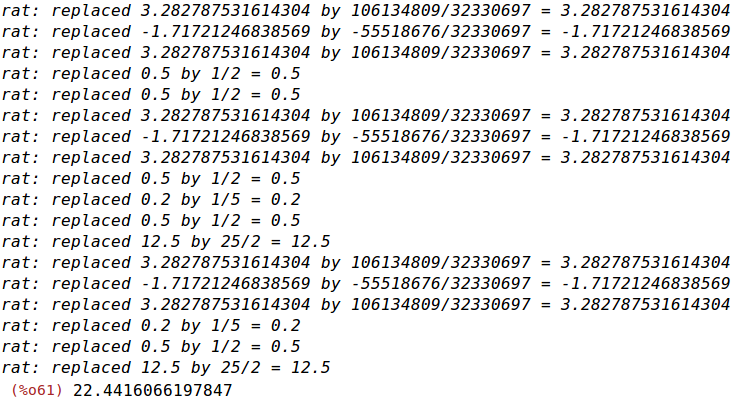 rat: replaced 3.282787531614304 by 106134809/32330697 = 3.282787531614304
rat: replaced -1.71721246838569 by -55518676/32330697 = -1.71721246838569
rat: replaced 3.282787531614304 by 106134809/32330697 = 3.282787531614304
rat: replaced 0.5 by 1/2 = 0.5
rat: replaced 0.5 by 1/2 = 0.5
rat: replaced 3.282787531614304 by 106134809/32330697 = 3.282787531614304
rat: replaced -1.71721246838569 by -55518676/32330697 = -1.71721246838569
rat: replaced 3.282787531614304 by 106134809/32330697 = 3.282787531614304
rat: replaced 0.5 by 1/2 = 0.5
rat: replaced 0.2 by 1/5 = 0.2
rat: replaced 0.5 by 1/2 = 0.5
rat: replaced 12.5 by 25/2 = 12.5
rat: replaced 3.282787531614304 by 106134809/32330697 = 3.282787531614304
rat: replaced -1.71721246838569 by -55518676/32330697 = -1.71721246838569
rat: replaced 3.282787531614304 by 106134809/32330697 = 3.282787531614304
rat: replaced 0.2 by 1/5 = 0.2
rat: replaced 0.5 by 1/2 = 0.5
rat: replaced 12.5 by 25/2 = 12.5
(%o61) 22.4416066197847